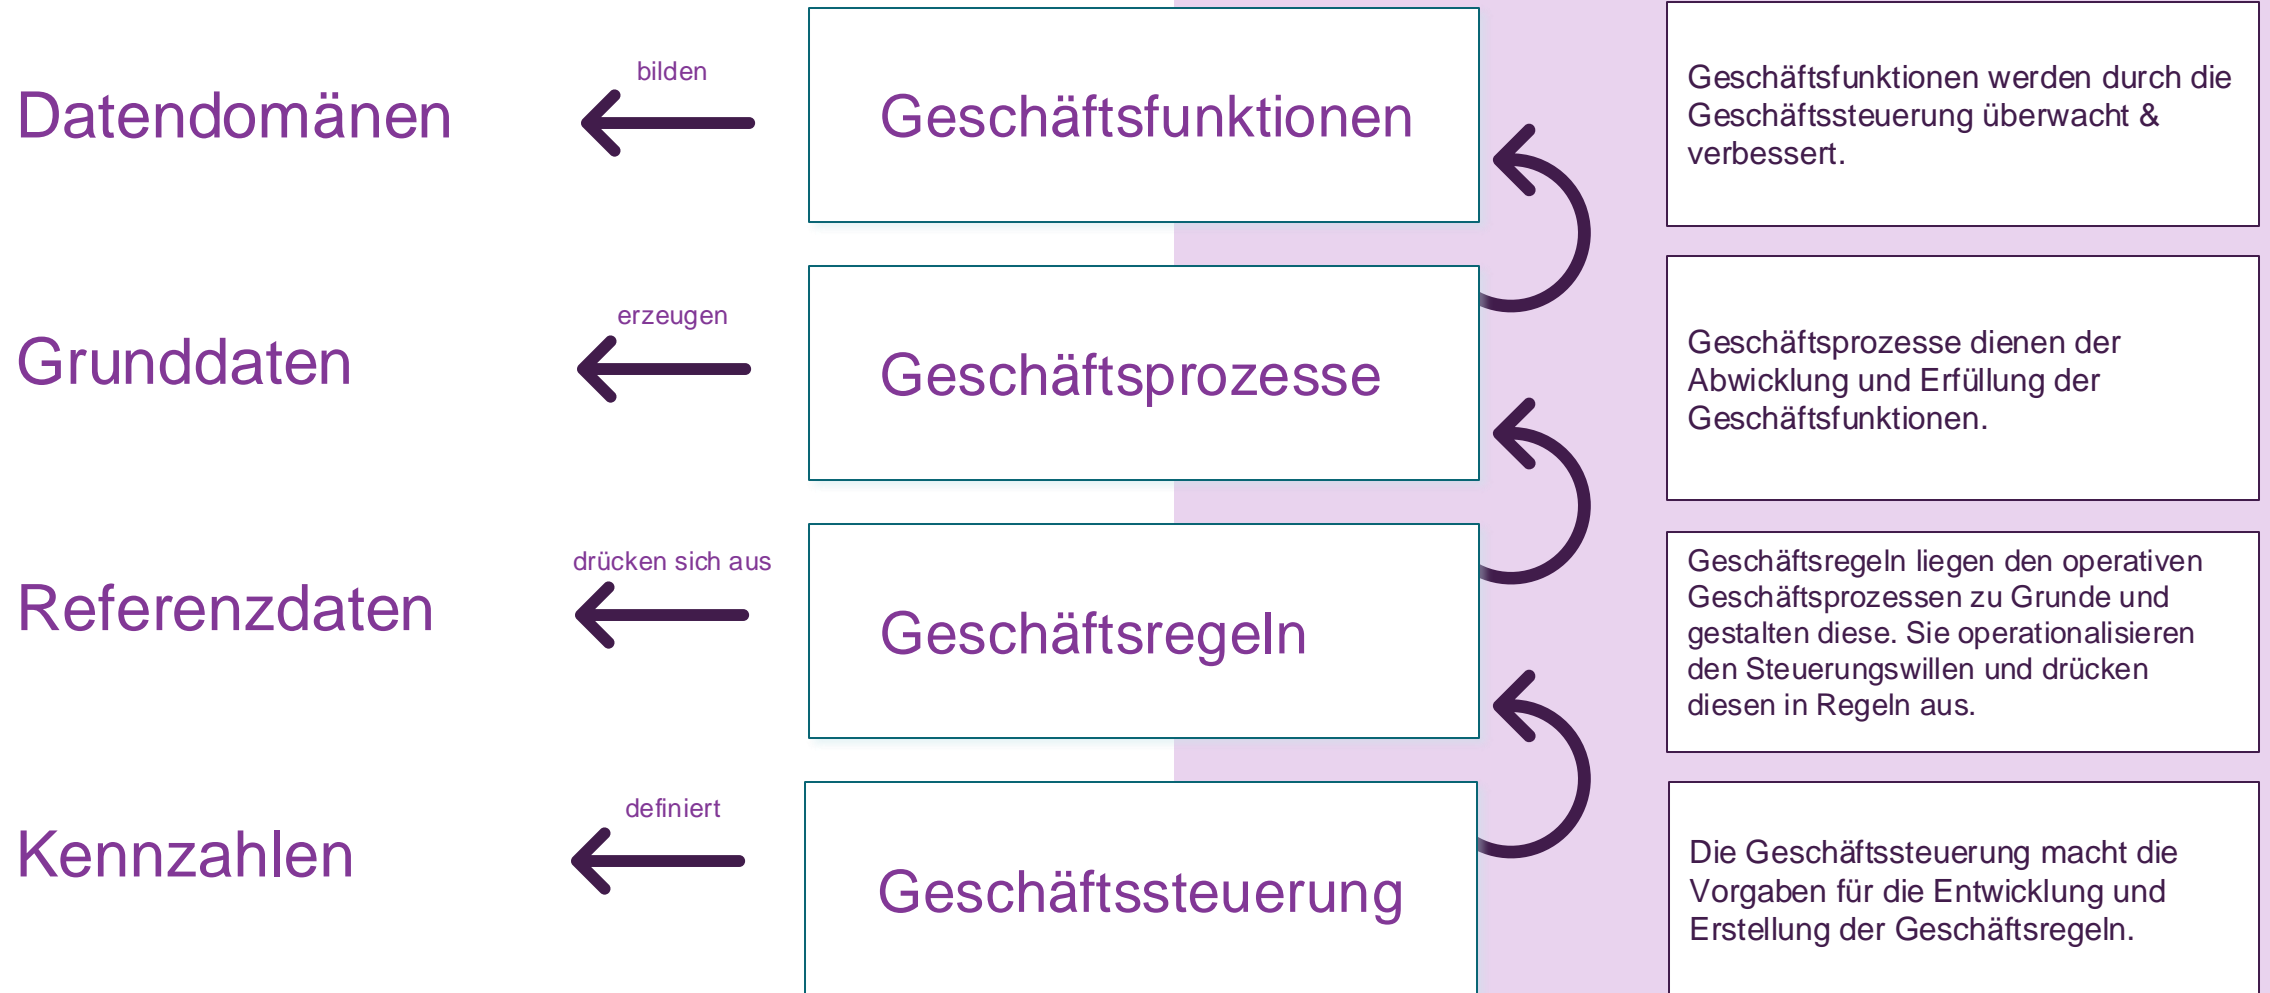 Datendomänen
bilden
Geschäftsfunktionen
Geschäftsfunktionen werden durch die
Geschäftssteuerung überwacht &
verbessert.
Grunddaten
erzeugen
Geschäftsprozesse
Geschäftsprozesse dienen der
Abwicklung und Erfüllung der
Geschäftsfunktionen.
Referenzdaten
drücken sich aus
Geschäftsregeln
Geschäftsregeln liegen den operativen
Geschäftsprozessen zu Grunde und
gestalten diese. Sie operationalisieren
den Steuerungswillen und drücken
diesen in Regeln aus.
Kennzahlen
definiert
Geschäftssteuerung
Die Geschäftssteuerung macht die
Vorgaben für die Entwicklung und
Erstellung der Geschäftsregeln.